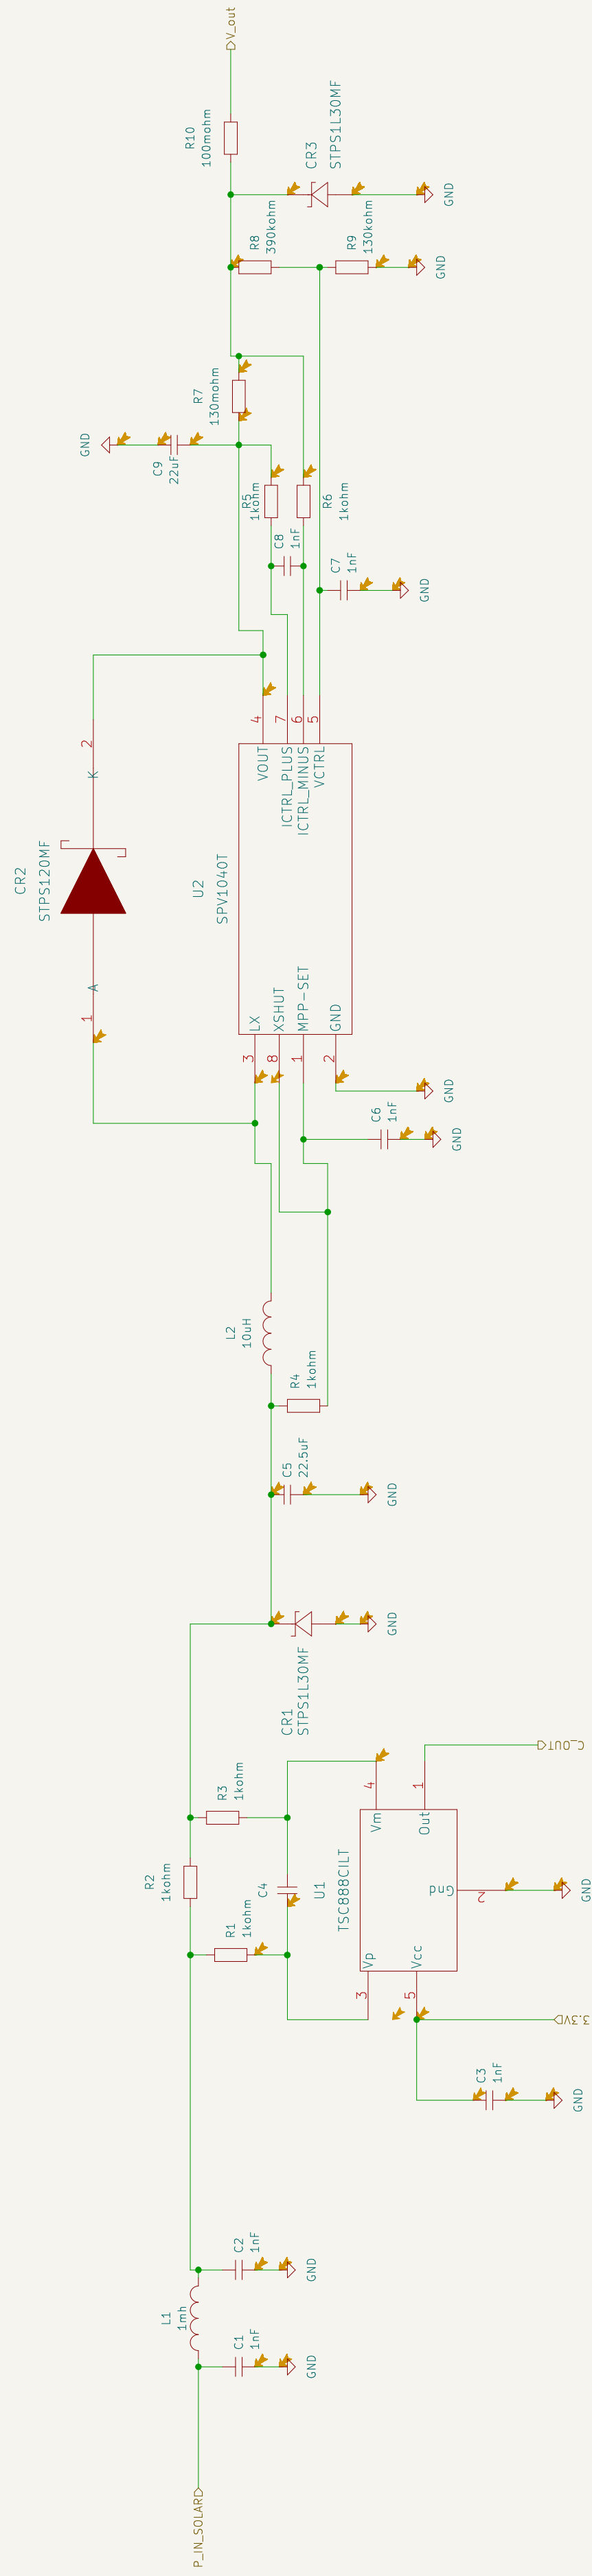 V_out
R10
100mohm
CR3
STPS1L30MF
GND
R8
390kohm
R9
130kohm
GND
R7
130mohm
GND
C9
22uF
R5
1kohm
C8
1nF
R6
1kohm
C7
1nF
GND
2
K
CR2
STPS120MF
A
1
4
7
6
5
VOUT
ICTRL_PLUS
ICTRL_MINUS
VCTRL
U2
SPV1040T
LX
XSHUT
MPP-SET
GND
3
8
1
2
GND
C6
1nF
GND
L2
10uH
R4
1kohm
C5
22.5uF
GND
CR1
STPS1L30MF
GND
C_OUT
R3
1kohm
4
1
Vm
Out
R2
1kohm
C4
U1
TSC888CILT
Gnd
2
GND
R1
1kohm
Vp
Vcc
3
5
3.3VD
C3
1nF
GND
C2
1nF
GND
L1
1mh
C1
1nF
GND
P_IN_SOLAR